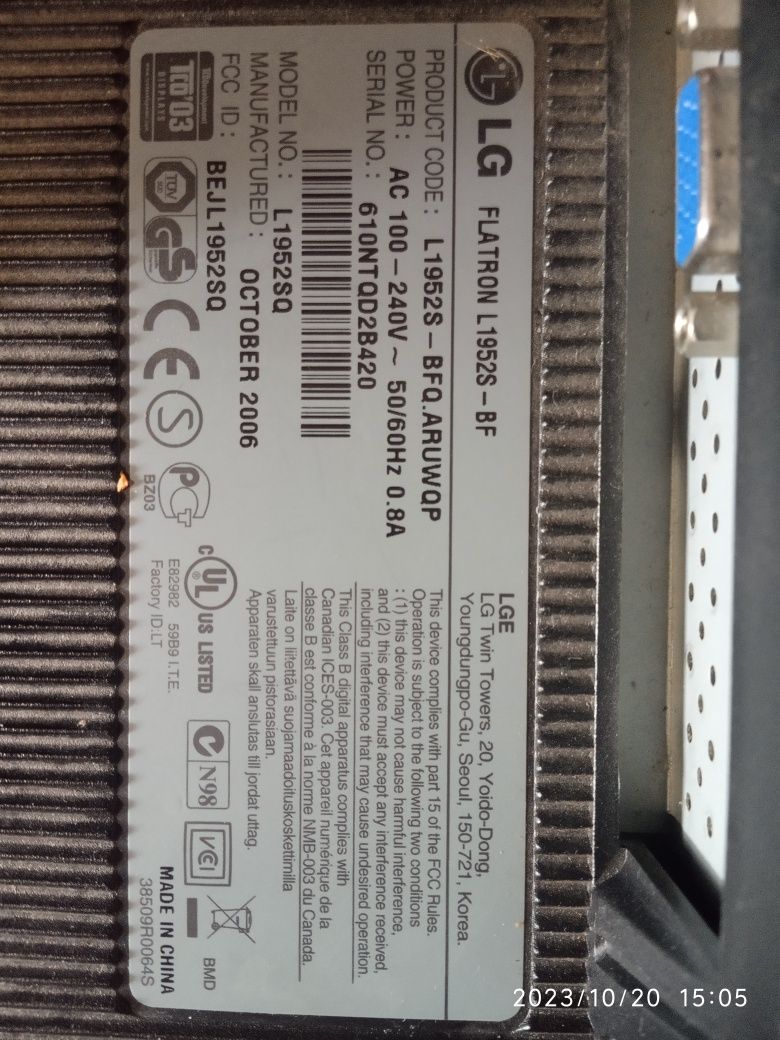 LG FLATRON L1952S-BF
PRODUCT CODE : L1952S-BFQ.ARUWQP
POWER : AC 100-240V~ 50/60Hz 0.8A
SERIAL NO. : 610NTQD2B420
MODEL NO. : L1952SQ
MANUFACTURED : OCTOBER 2006
FCC ID : BEJL1952SQ
TCO'03
DISPLAYS
TÜV
GS
CE
S
BZ03
LGE
LG Twin Towers, 20, Yoido-Dong,
Youngdungpo-Gu, Seoul, 150-721, Korea.
This device complies with part 15 of the FCC Rules.
Operation is subject to the following two conditions
: (1) this device may not cause harmful interference,
and (2) this device must accept any interference received,
including interference that may cause undesired operation.
This Class B digital apparatus complies with
Canadian ICES-003. Cet appareil numérique de la
classe B est conforme à la norme NMB-003 du Canada.
Laite on liitettävä suojamaadoituskoskettimilla
varustettuun pistorasiaan.
Apparaten skall anslutas till jordat uttag.
C UL US LISTED
E82982 59B9 I.T.E.
Factory ID:LT
N98
VCI
BMD
MADE IN CHINA
38509R0064S
2023/10/20 15:05